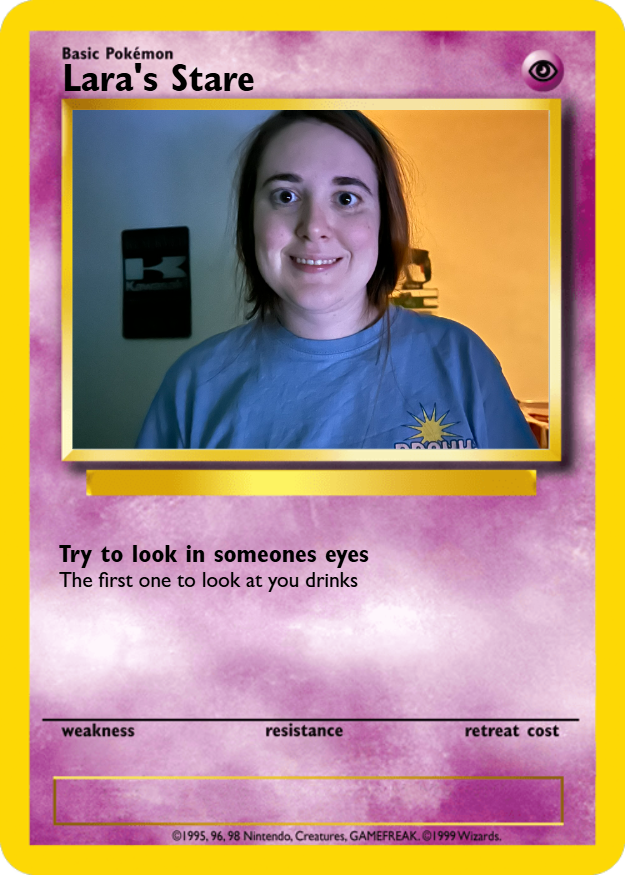 Basic Pokémon
Lara's Stare
Try to look in someones eyes
The first one to look at you drinks
weakness resistance retreat cost
©1995, 96, 98 Nintendo, Creatures, GAMEFREAK. ©1999 Wizards.